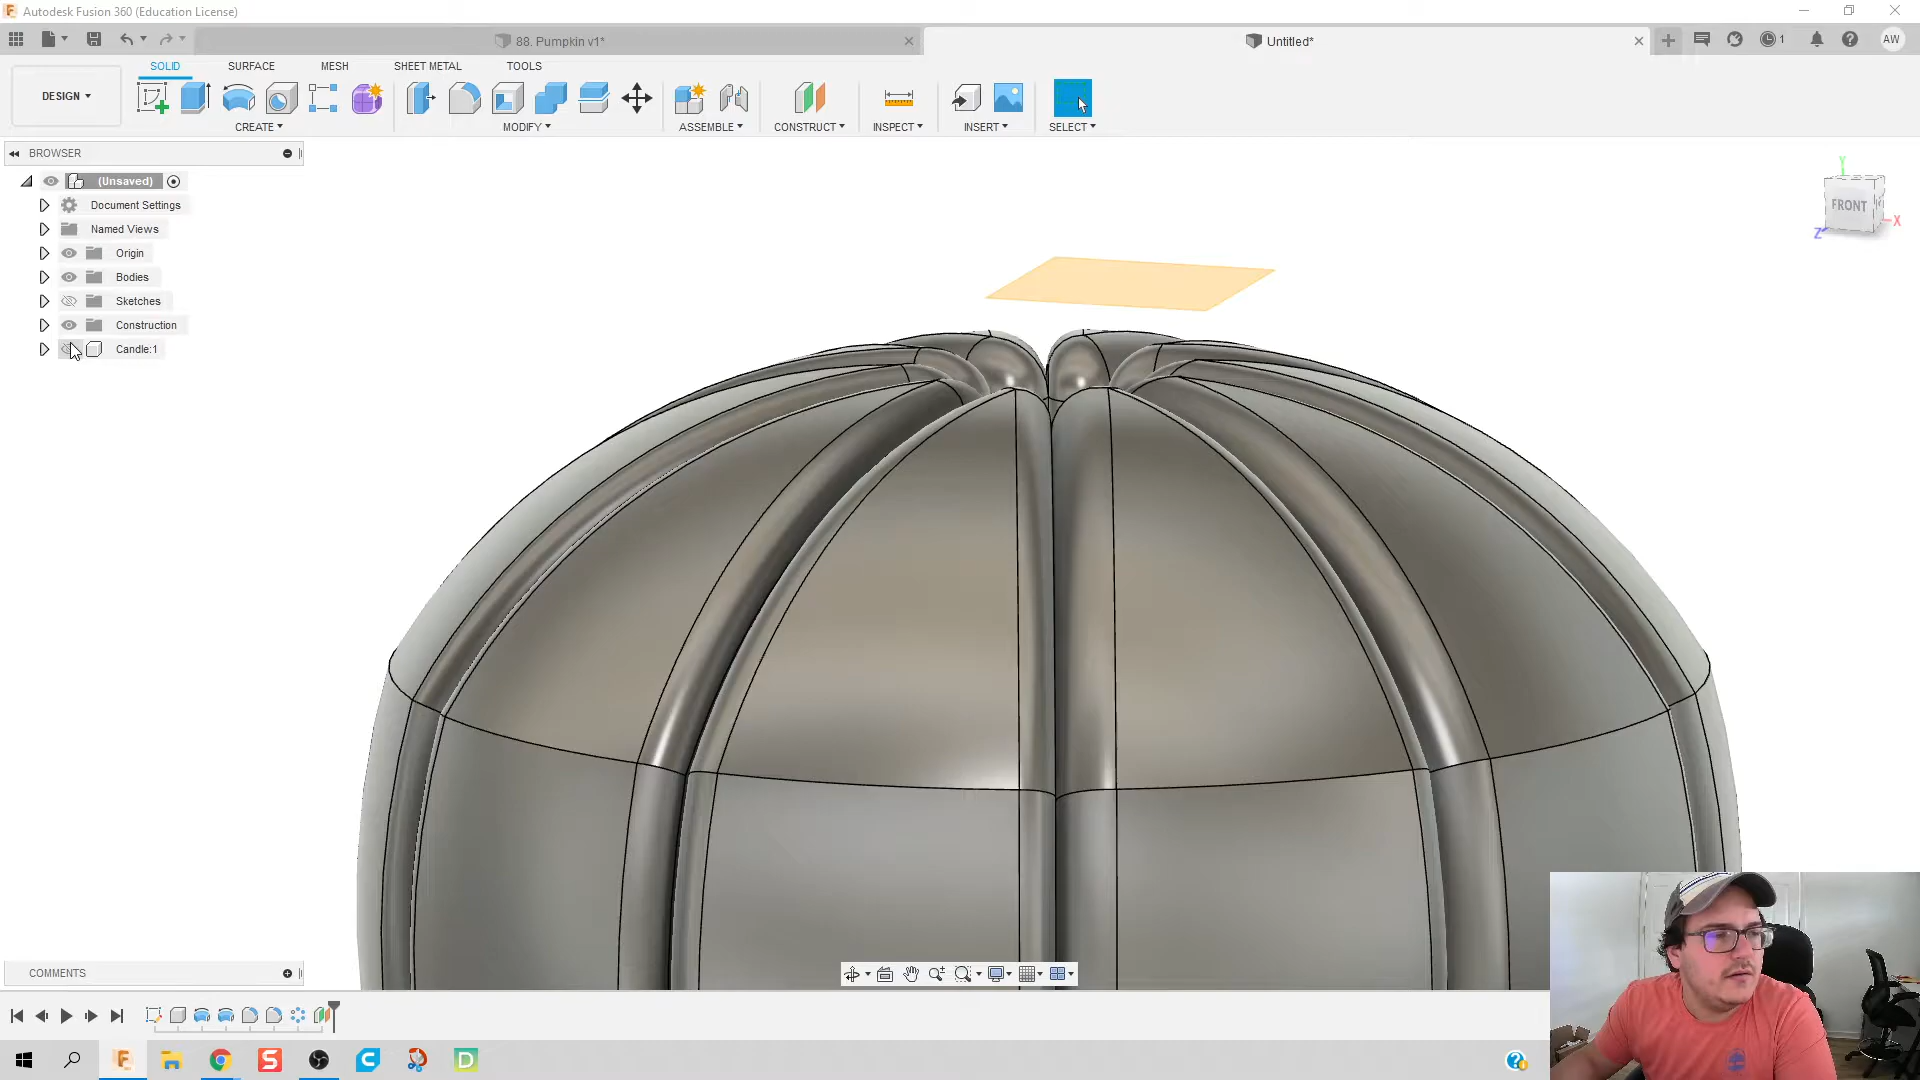 Autodesk Fusion 360 (Education License)
88. Pumpkin v1*
Untitled*
1
AW
DESIGN
SOLID
SURFACE
MESH
SHEET METAL
TOOLS
CREATE
MODIFY
ASSEMBLE
CONSTRUCT
INSPECT
INSERT
SELECT
BROWSER
(Unsaved)
Document Settings
Named Views
Origin
Bodies
Sketches
Construction
Candle:1
Y
FRONT
X
Z
COMMENTS
F
S
C
D